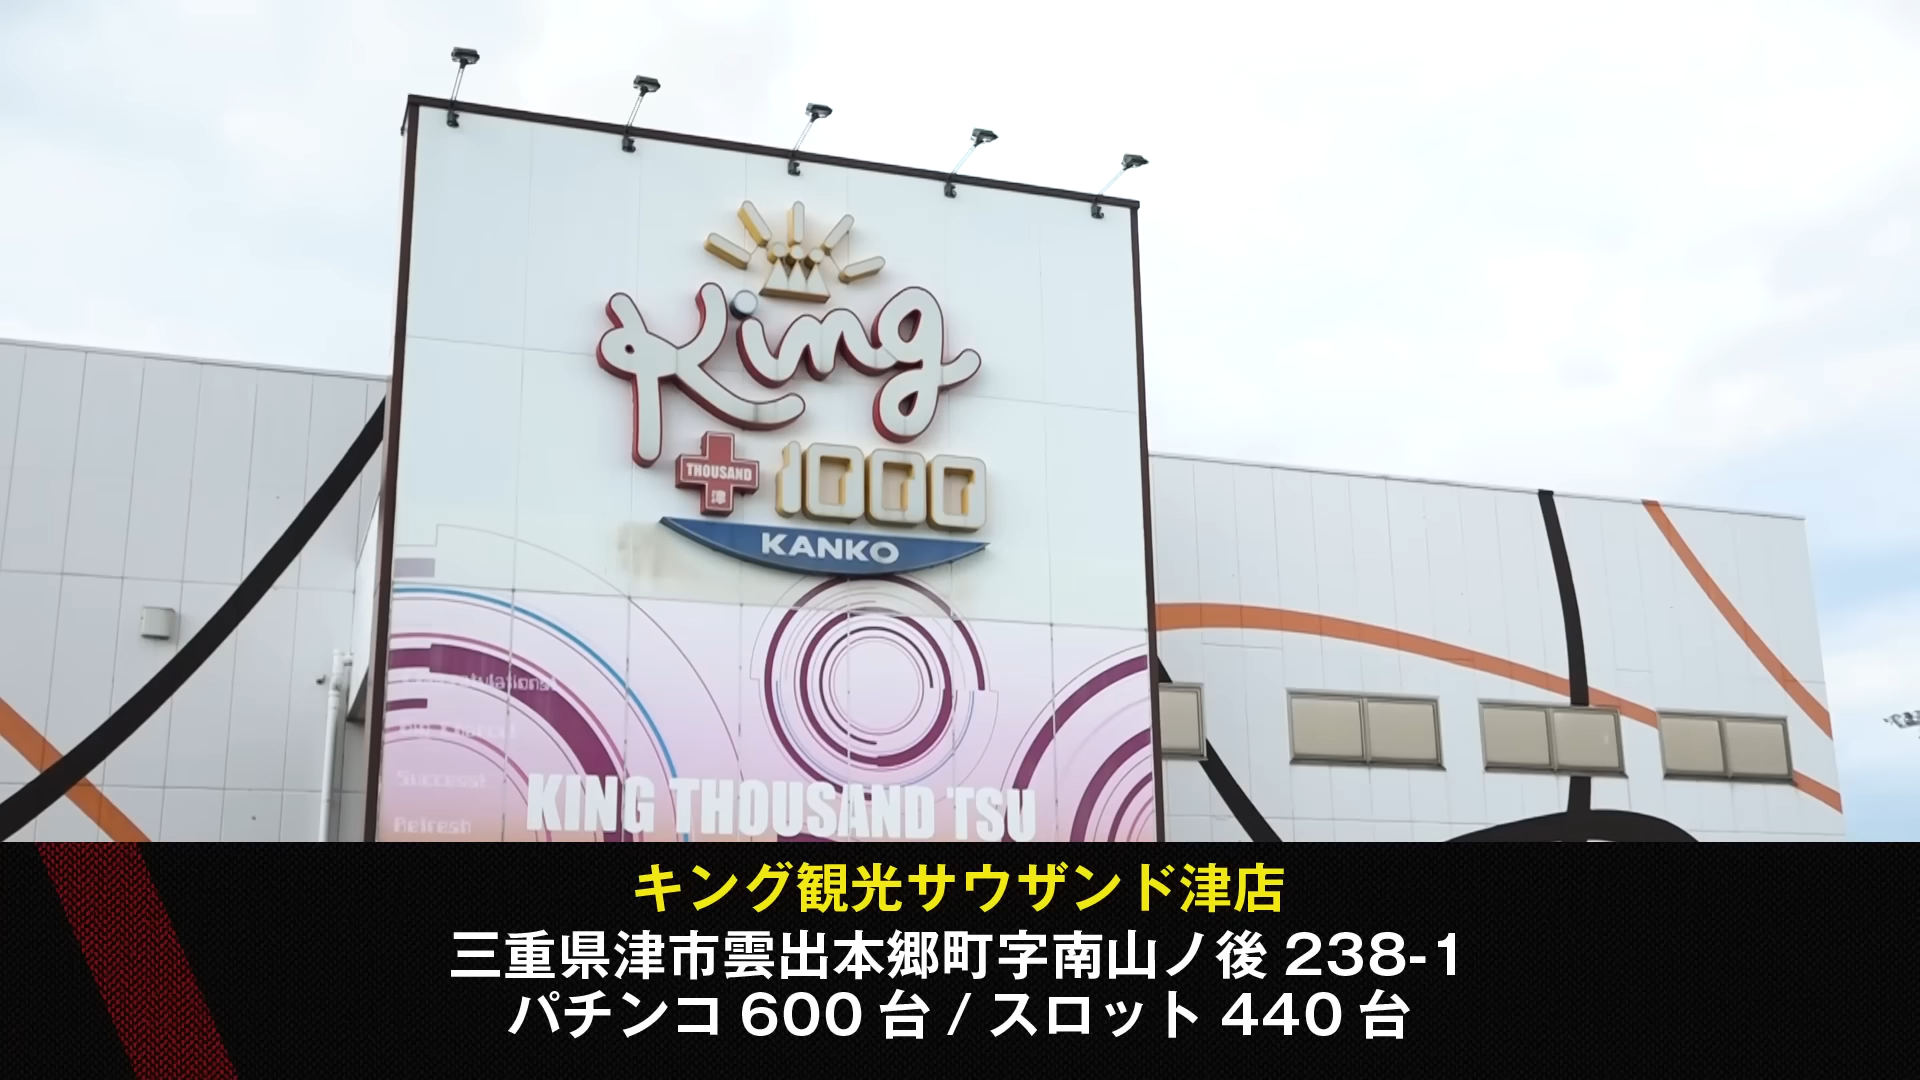 King
THOUSAND
津
1000
KANKO
Success!
Refresh
KING THOUSAND TSU
キング観光サウザンド津店
三重県津市雲出本郷町字南山ノ後 238-1
パチンコ 600 台 / スロット 440 台